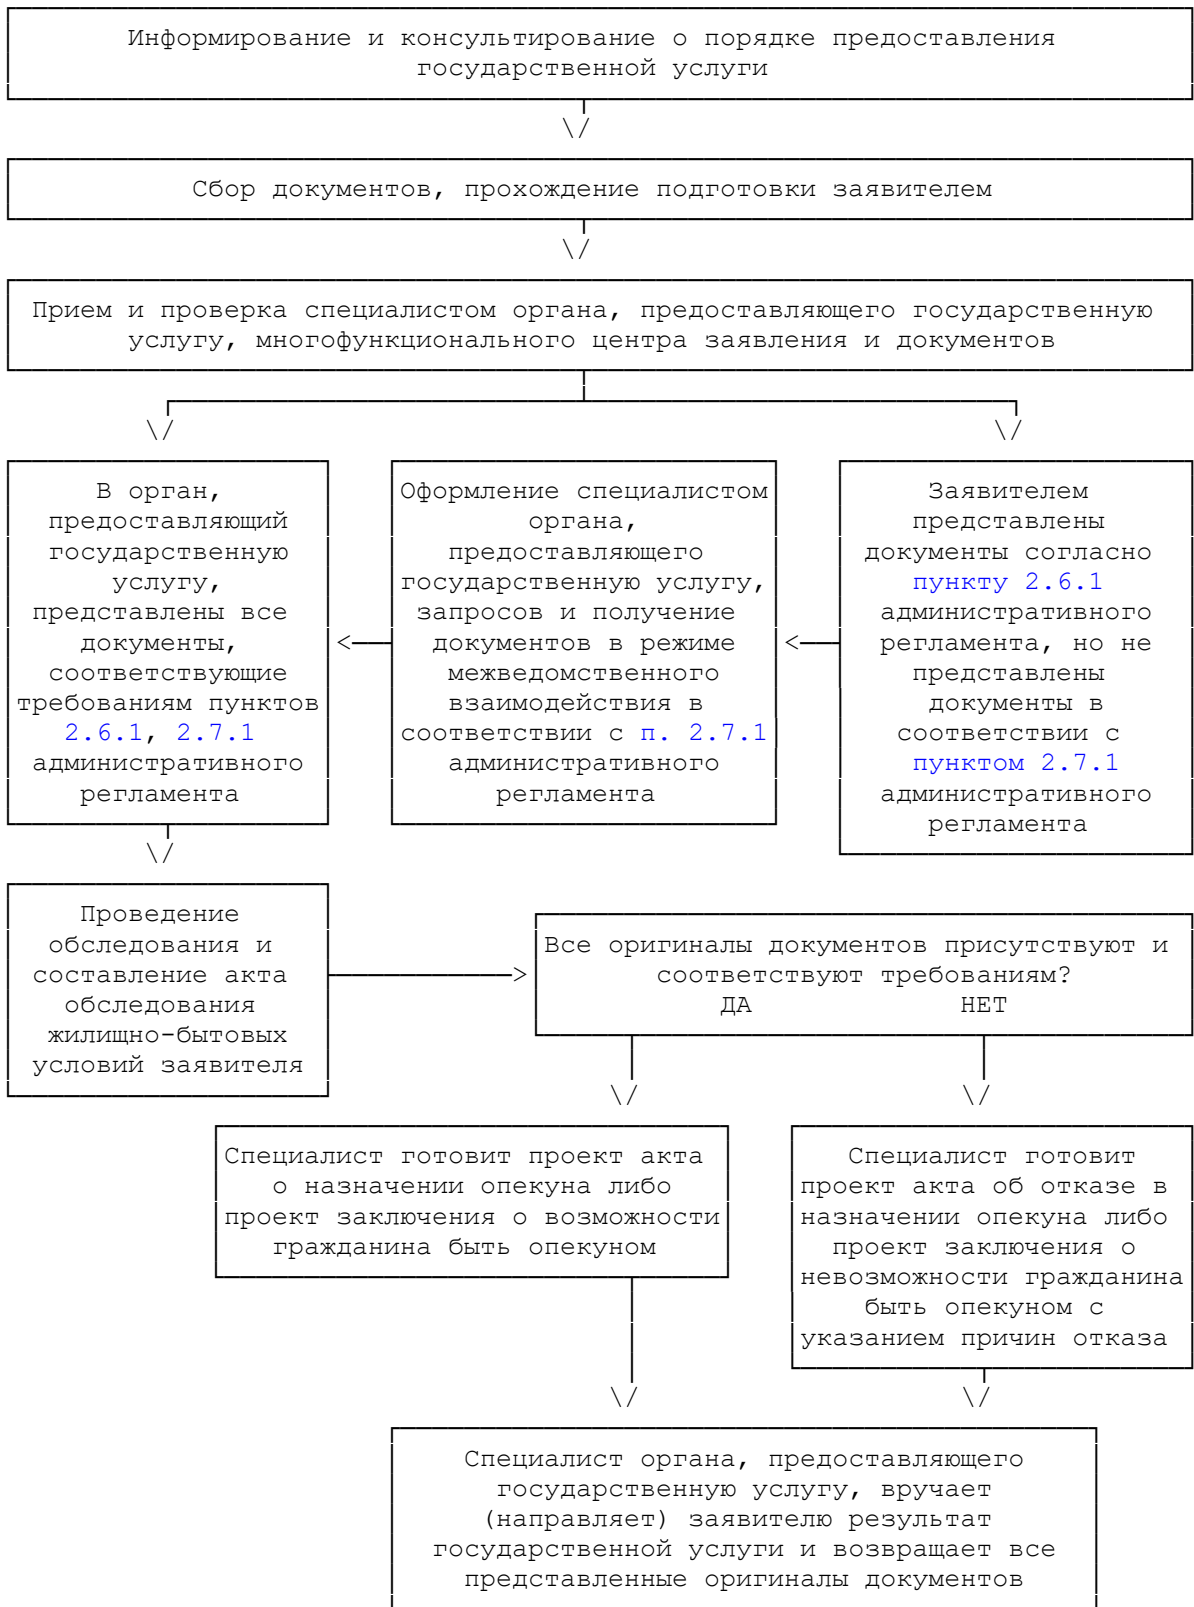 Информирование и консультирование о порядке предоставления
государственной услуги
Сбор документов, прохождение подготовки заявителем
Прием и проверка специалистом органа, предоставляющего государственную
услугу, многофункционального центра заявления и документов
В орган,
предоставляющий
государственную
услугу,
представлены все
документы,
соответствующие
требованиям пунктов
2.6.1, 2.7.1
административного
регламента
Оформление специалистом
органа,
предоставляющего
государственную услугу,
запросов и получение
документов в режиме
межведомственного
взаимодействия в
соответствии с п. 2.7.1
административного
регламента
Заявителем
представлены
документы согласно
пункту 2.6.1
административного
регламента, но не
представлены
документы в
соответствии с
пунктом 2.7.1
административного
регламента
Проведение
обследования и
составление акта
обследования
жилищно-бытовых
условий заявителя
Все оригиналы документов присутствуют и
соответствуют требованиям?
ДА НЕТ
Специалист готовит проект акта
о назначении опекуна либо
проект заключения о возможности
гражданина быть опекуном
Специалист готовит
проект акта об отказе в
назначении опекуна либо
проект заключения о
невозможности гражданина
быть опекуном с
указанием причин отказа
Специалист органа, предоставляющего
государственную услугу, вручает
(направляет) заявителю результат
государственной услуги и возвращает все
представленные оригиналы документов